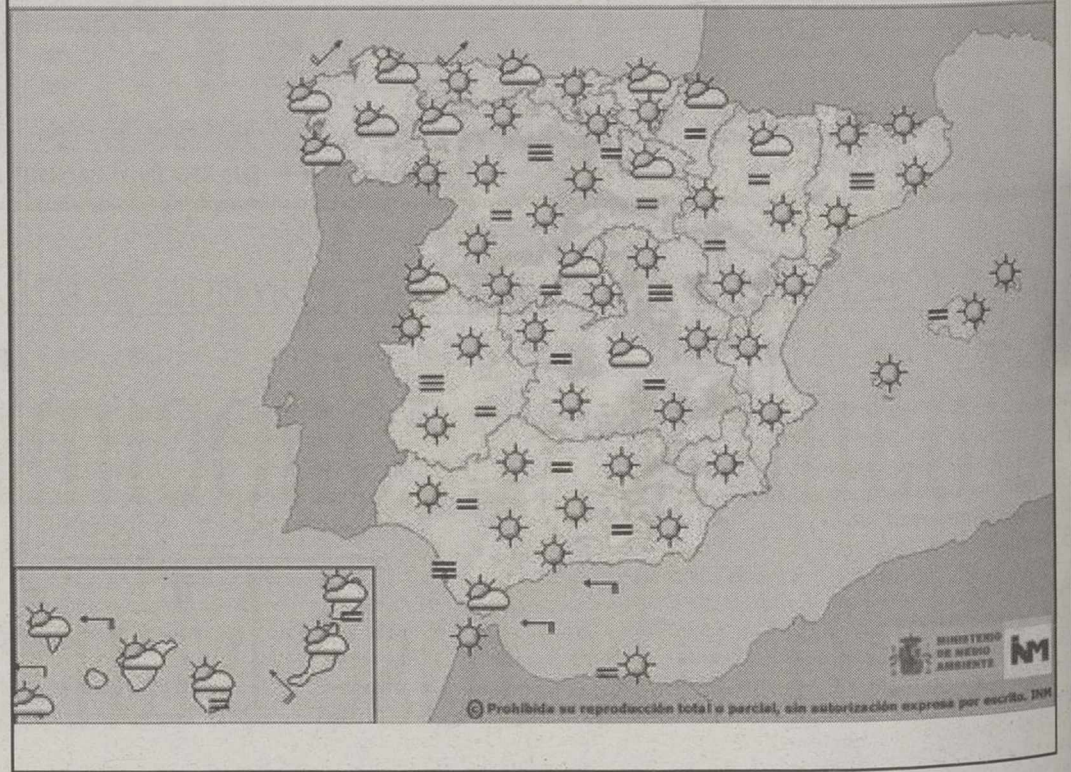 MINISTERIO
DE MEDIO
AMBIENTE
INM
© Prohibida su reproducción total o parcial, sin autorización expresa por escrito. INM